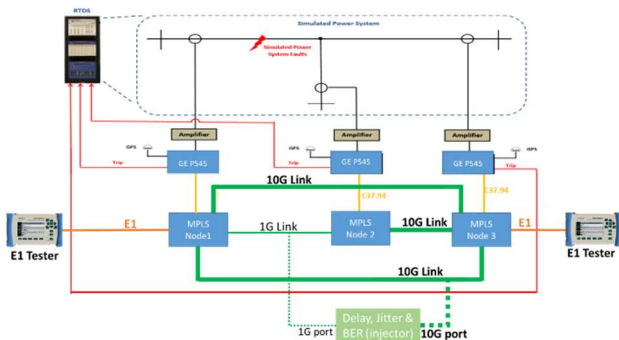 RTDS
Simulated Power System
Simulated Power
System Faults
Amplifier
Amplifier
Amplifier
GPS
GE P545
Trip
GPS
GE P545
Trip
GE P545
GPS
Trip
10G Link
C37.94
C37.94
E1
MPLS
Node1
1G Link
MPLS
Node 2
10G Link
MPLS
Node 3
E1
E1 Tester
E1 Tester
10G Link
Delay, Jitter &
BER (injector)
1G port
10G port